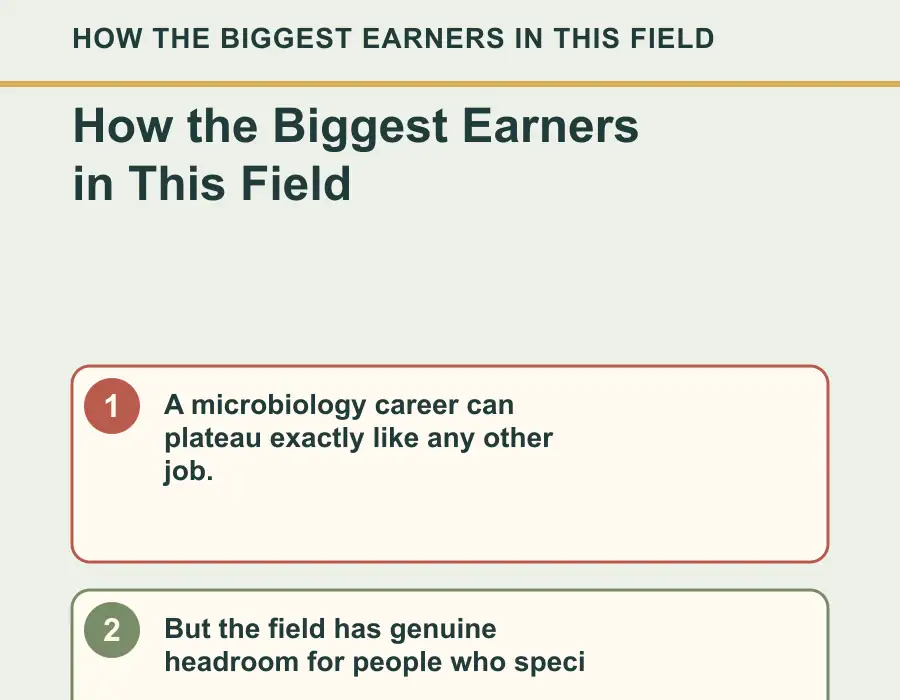 HOW THE BIGGEST EARNERS IN THIS FIELD
How the Biggest Earners
in This Field
1
A microbiology career can
plateau exactly like any other
job.
2
But the field has genuine
headroom for people who speci